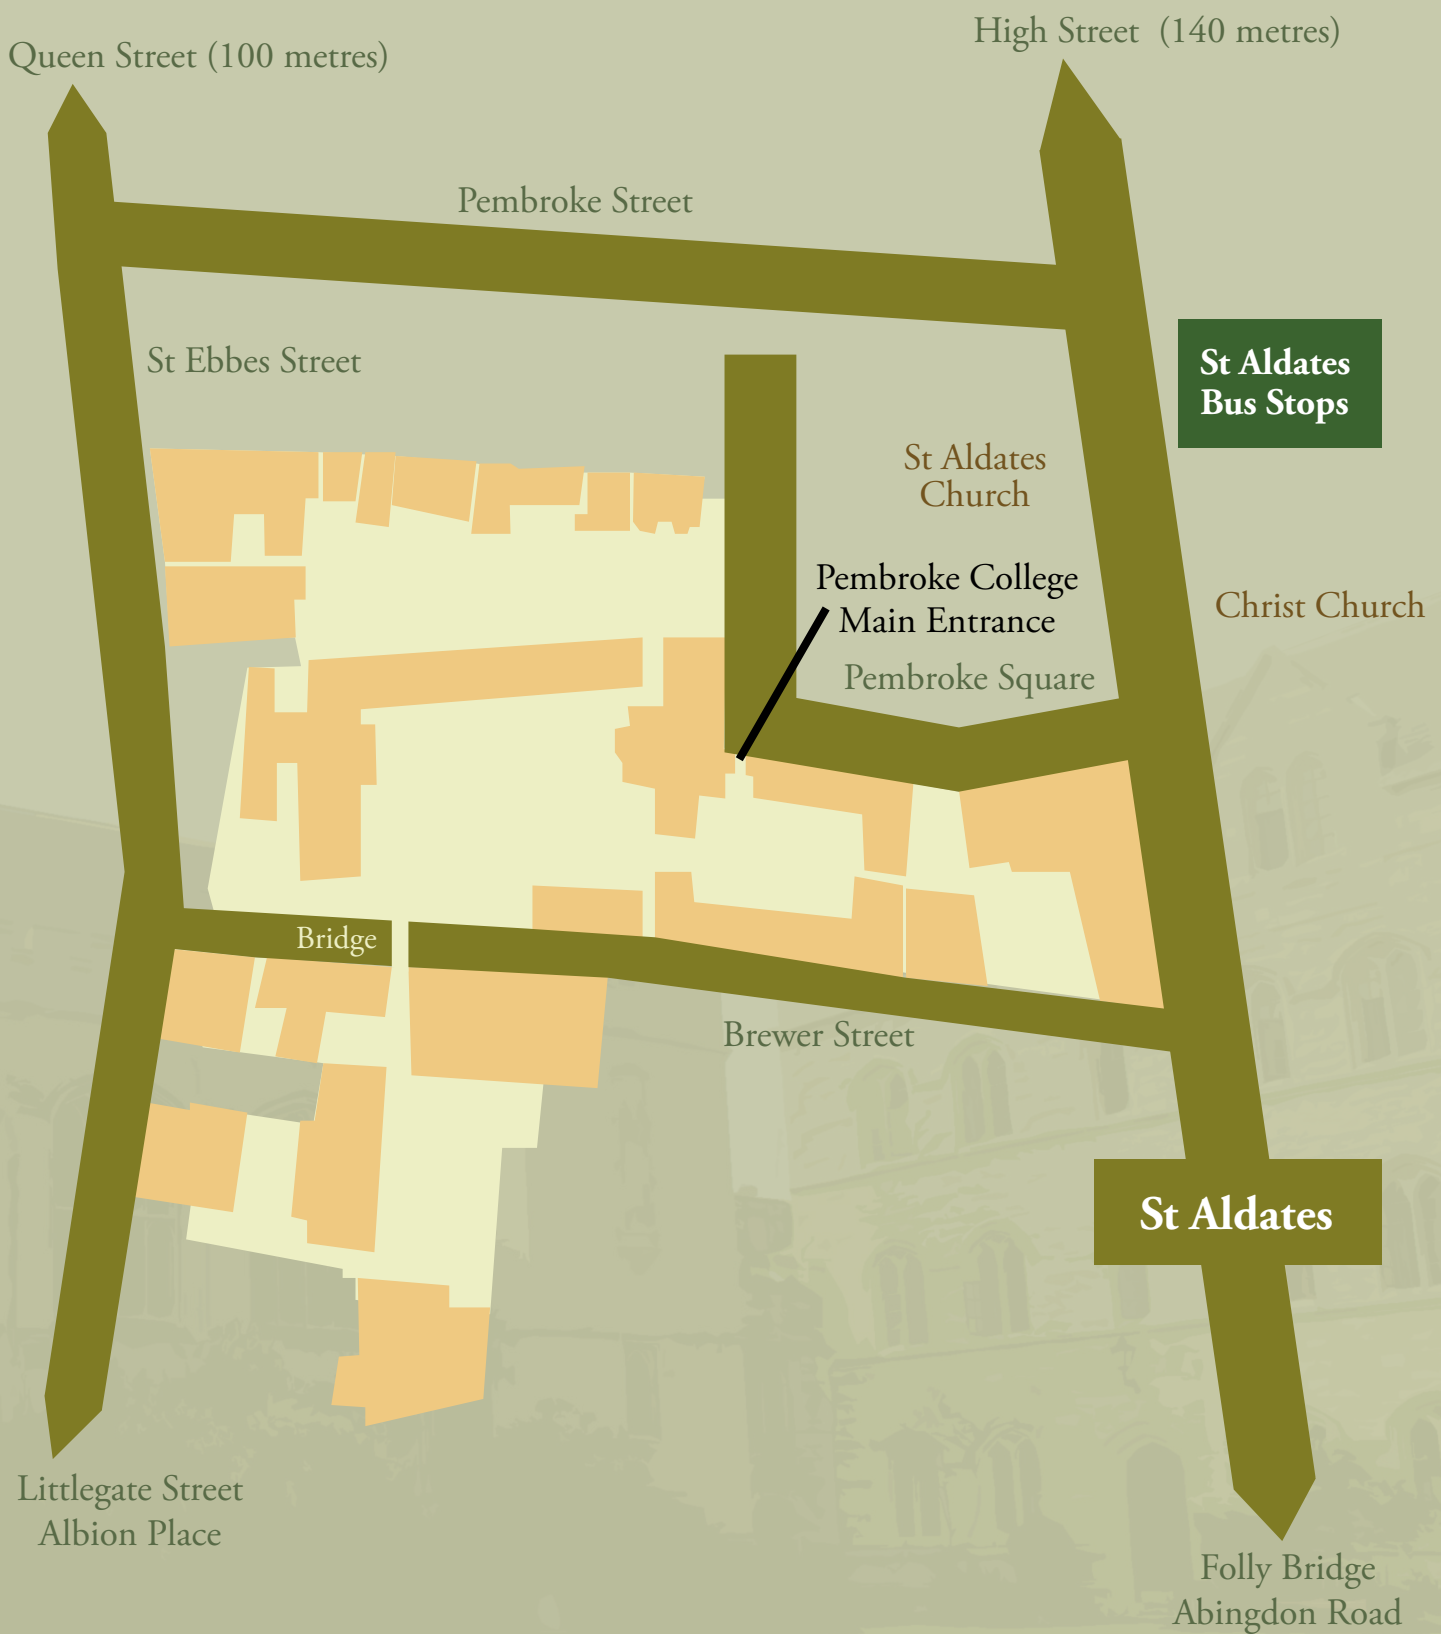 High Street (140 metres)
Queen Street (100 metres)
Pembroke Street
St Ebbes Street
St Aldates
Bus Stops
St Aldates
Church
Pembroke College
Main Entrance
Christ Church
Pembroke Square
Bridge
Brewer Street
St Aldates
Littlegate Street
Albion Place
Folly Bridge
Abingdon Road